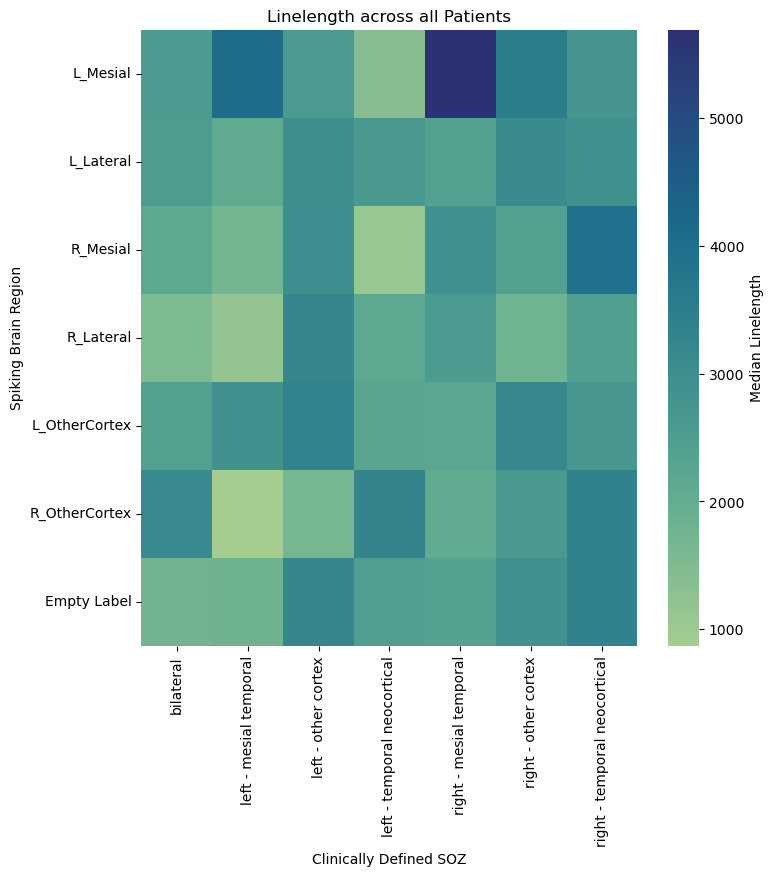 Linelength across all Patients
Spiking Brain Region
L_Mesial
L_Lateral
R_Mesial
R_Lateral
L_OtherCortex
R_OtherCortex
Empty Label
bilateral
left - mesial temporal
left - other cortex
left - temporal neocortical
right - mesial temporal
right - other cortex
right - temporal neocortical
Clinically Defined SOZ
5000
4000
3000
2000
1000
Median Linelength